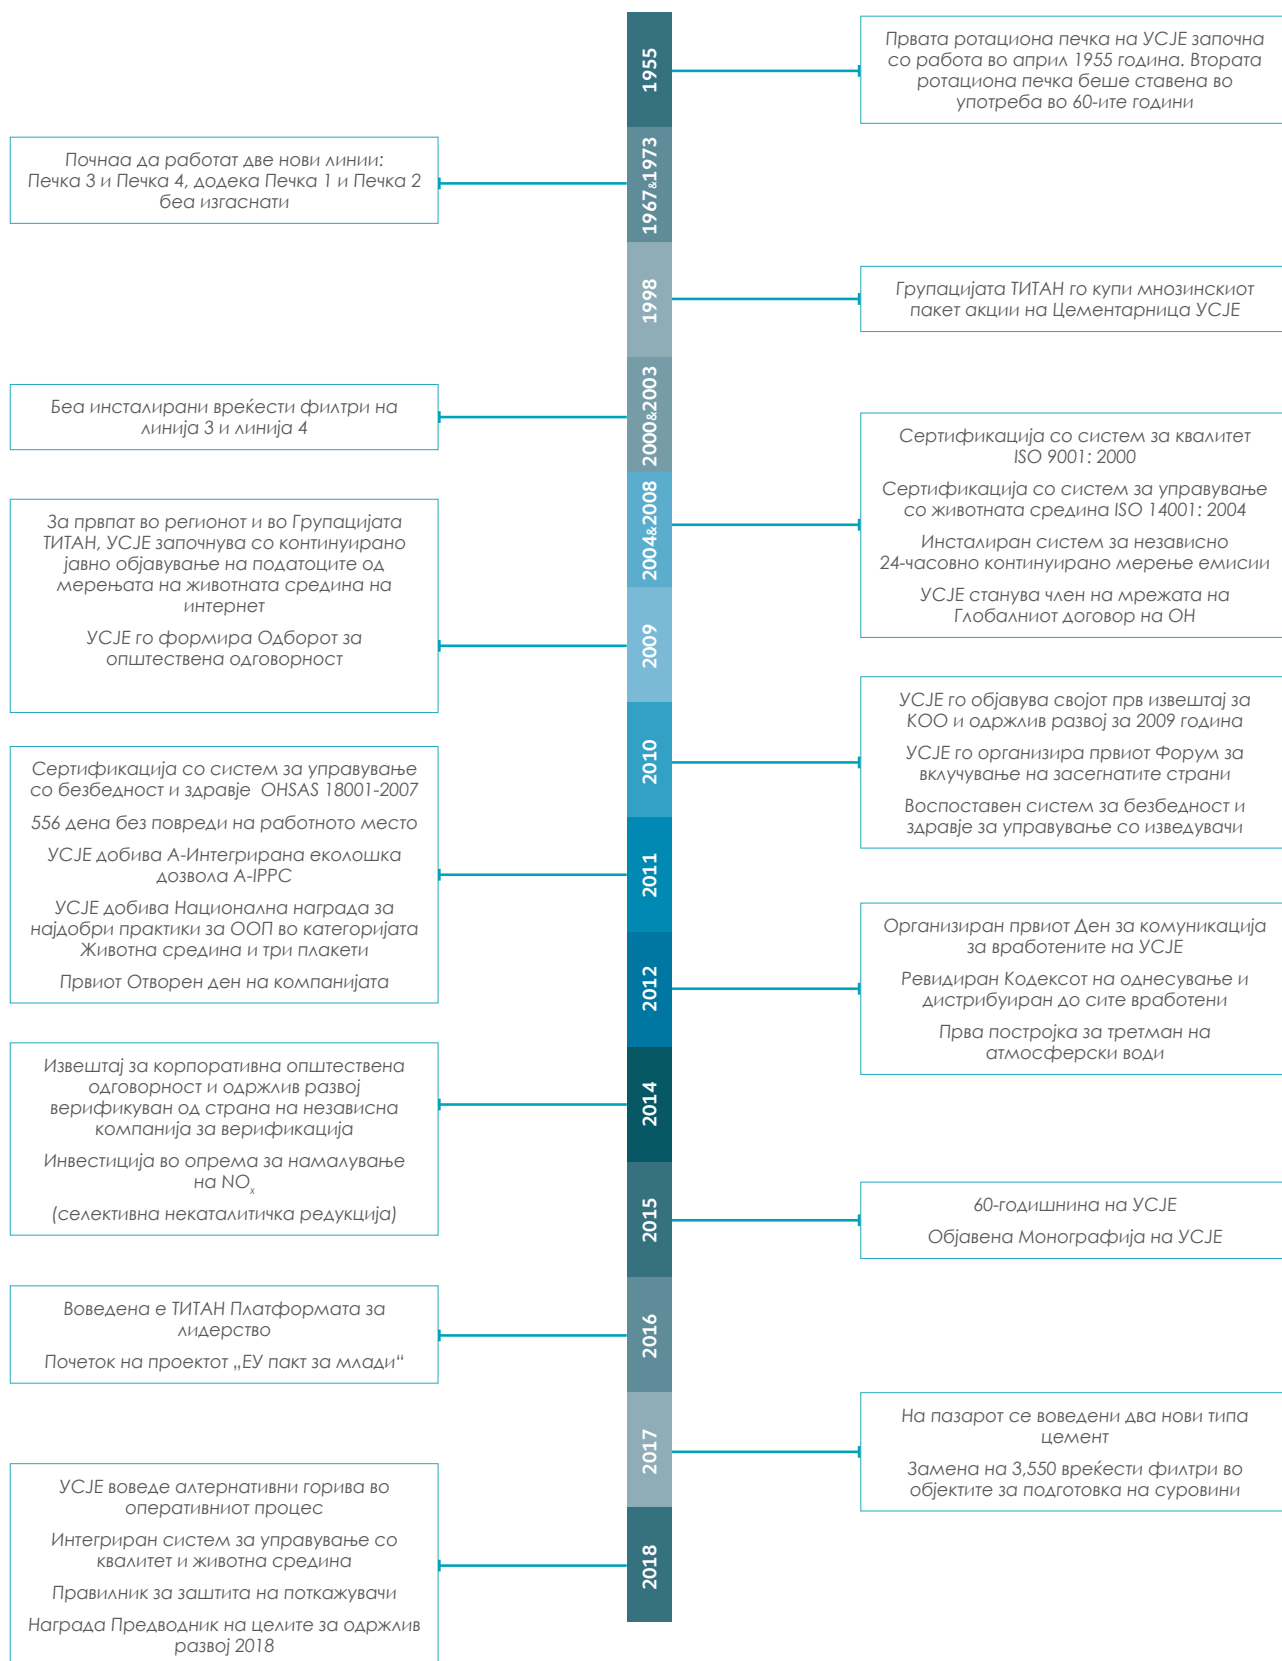 1955
Првата ротациона печка на УСЈЕ започна
со работа во април 1955 година. Втората
ротациона печка беше ставена во
употреба во 60-ите години
1967&1973
Почнаа да работат две нови линии:
Печка 3 и Печка 4, додека Печка 1 и Печка 2
беа изгаснати
1998
Групацијата ТИТАН го купи мнозинскиот
пакет акции на Цементарница УСЈЕ
2000&2003
Беа инсталирани вреќести филтри на
линија 3 и линија 4
2004&2008
Сертификација со систем за квалитет
ISO 9001: 2000
Сертификација со систем за управување
со животната средина ISO 14001: 2004
Инсталиран систем за независно
24-часовно континуирано мерење емисии
УСЈЕ станува член на мрежата на
Глобалниот договор на ОН
2009
За првпат во регионот и во Групацијата
ТИТАН, УСЈЕ започнува со континуирано
јавно објавување на податоците од
мерењата на животната средина на
интернет
УСЈЕ го формира Одборот за
општествена одговорност
2010
УСЈЕ го објавува својот прв извештај за
КОО и одржлив развој за 2009 година
УСЈЕ го организира првиот Форум за
вклучување на засегнатите страни
Воспоставен систем за безбедност и
здравје за управување со изведувачи
2011
Сертификација со систем за управување
со безбедност и здравје OHSAS 18001-2007
556 дена без повреди на работното место
УСЈЕ добива А-Интегрирана еколошка
дозвола A-IPPC
УСЈЕ добива Национална награда за
најдобри практики за ООП во категоријата
Животна средина и три плакети
Првиот Отворен ден на компанијата
2012
Организиран првиот Ден за комуникација
за вработените на УСЈЕ
Ревидиран Кодексот на однесување и
дистрибуиран до сите вработени
Прва постројка за третман на
атмосферски води
2014
Извештај за корпоративна општествена
одговорност и одржлив развој
верификуван од страна на независна
компанија за верификација
Инвестиција во опрема за намалување
на NOx
(селективна некаталитичка редукција)
2015
60-годишнина на УСЈЕ
Објавена Монографија на УСЈЕ
2016
Воведена е ТИТАН Платформата за
лидерство
Почеток на проектот „ЕУ пакт за млади“
2017
На пазарот се воведени два нови типа
цемент
Замена на 3,550 вреќести филтри во
објектите за подготовка на суровини
2018
УСЈЕ воведе алтернативни горива во
оперативниот процес
Интегриран систем за управување со
квалитет и животна средина
Правилник за заштита на поткажувачи
Награда Предводник на целите за одржлив
развој 2018